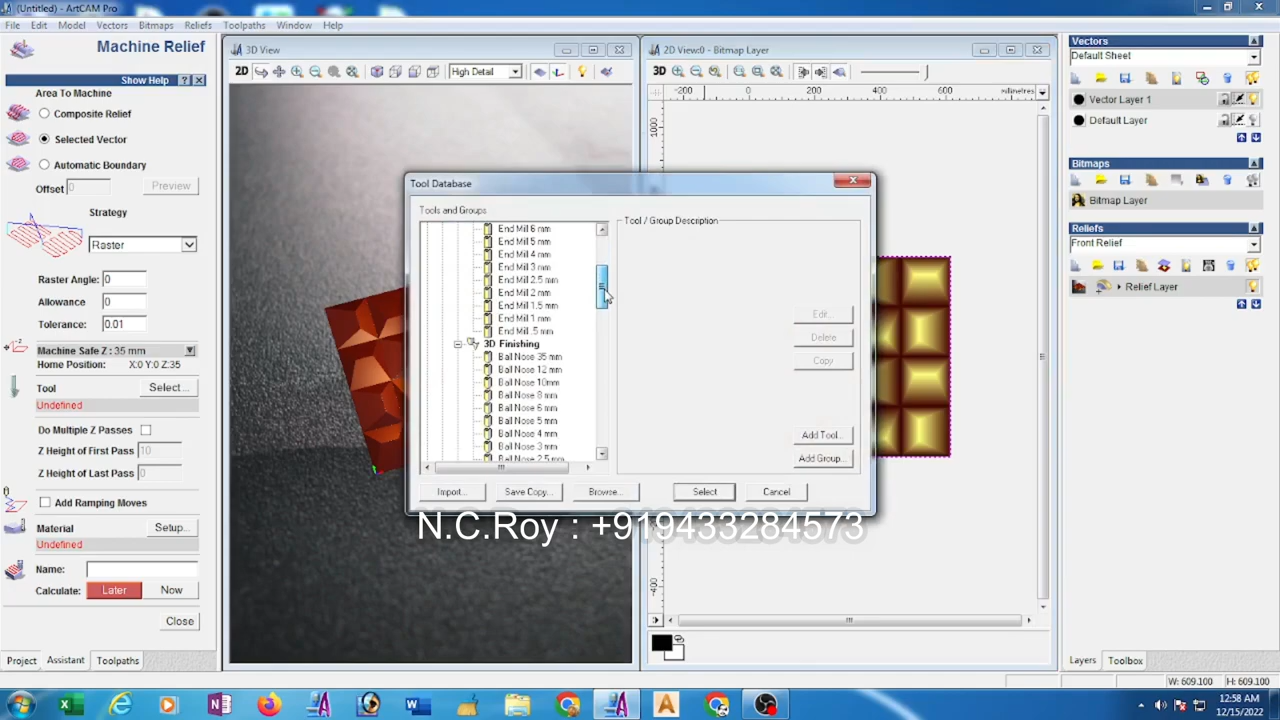 (Untitled) - ArtCAM Pro
File Edit Model Vectors Bitmaps Reliefs Toolpaths Window Help
Machine Relief
Show Help ? ×
Area To Machine
Composite Relief
Selected Vector
Automatic Boundary
Offset 0 Preview
Strategy
Raster
Raster Angle: 0
Allowance 0
Tolerance: 0.01
Machine Safe Z: 35 mm
Home Position: X:0 Y:0 Z:35
Tool Select...
Undefined
Do Multiple Z Passes
Z Height of First Pass 10
Z Height of Last Pass 0
Add Ramping Moves
Material Setup...
Undefined
Name:
Calculate: Later Now
Close
Project Assistant Toolpaths
3D View
2D High Detail
2D View:0 - Bitmap Layer
3D
-200 0 200 400 600 millimetres
1000
-400
Tool Database
Tools and Groups
End Mill 6 mm
End Mill 5 mm
End Mill 4 mm
End Mill 3 mm
End Mill 2.5 mm
End Mill 2 mm
End Mill 1.5 mm
End Mill 1 mm
End Mill .5 mm
3D Finishing
Ball Nose 35 mm
Ball Nose 12 mm
Ball Nose 10mm
Ball Nose 8 mm
Ball Nose 6 mm
Ball Nose 5 mm
Ball Nose 4 mm
Ball Nose 3 mm
Ball Nose 2.5 mm
Tool / Group Description
Edit...
Delete
Copy
Add Tool...
Add Group...
Import... Save Copy... Browse... Select Cancel
N.C.Roy : +919433284573
Vectors
Default Sheet
Vector Layer 1
Default Layer
Bitmaps
Bitmap Layer
Reliefs
Front Relief
Relief Layer
Layers Toolbox
W: 609.100 H: 609.100
12:58 AM
12/15/2022